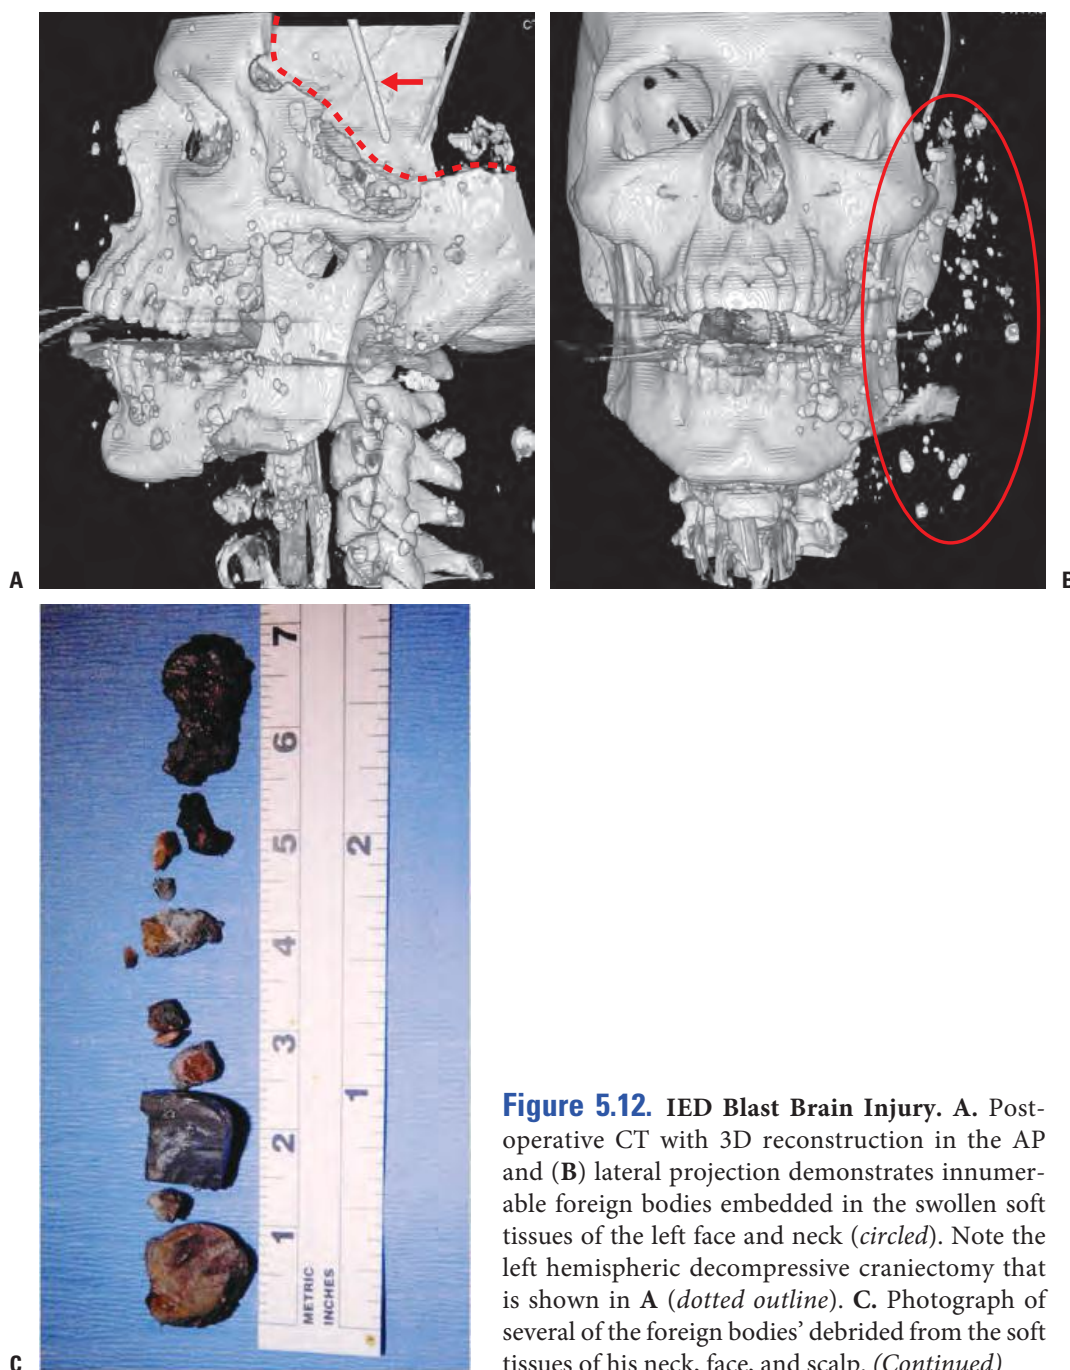 CT
A
B
7
6
5
4
3
2
1
2
1
METRIC
INCHES
C
Figure 5.12. IED Blast Brain Injury. A. Post-
operative CT with 3D reconstruction in the AP
and (B) lateral projection demonstrates innumer-
able foreign bodies embedded in the swollen soft
tissues of the left face and neck (circled). Note the
left hemispheric decompressive craniectomy that
is shown in A (dotted outline). C. Photograph of
several of the foreign bodies' debrided from the soft
tissues of his neck, face, and scalp. (Continued)